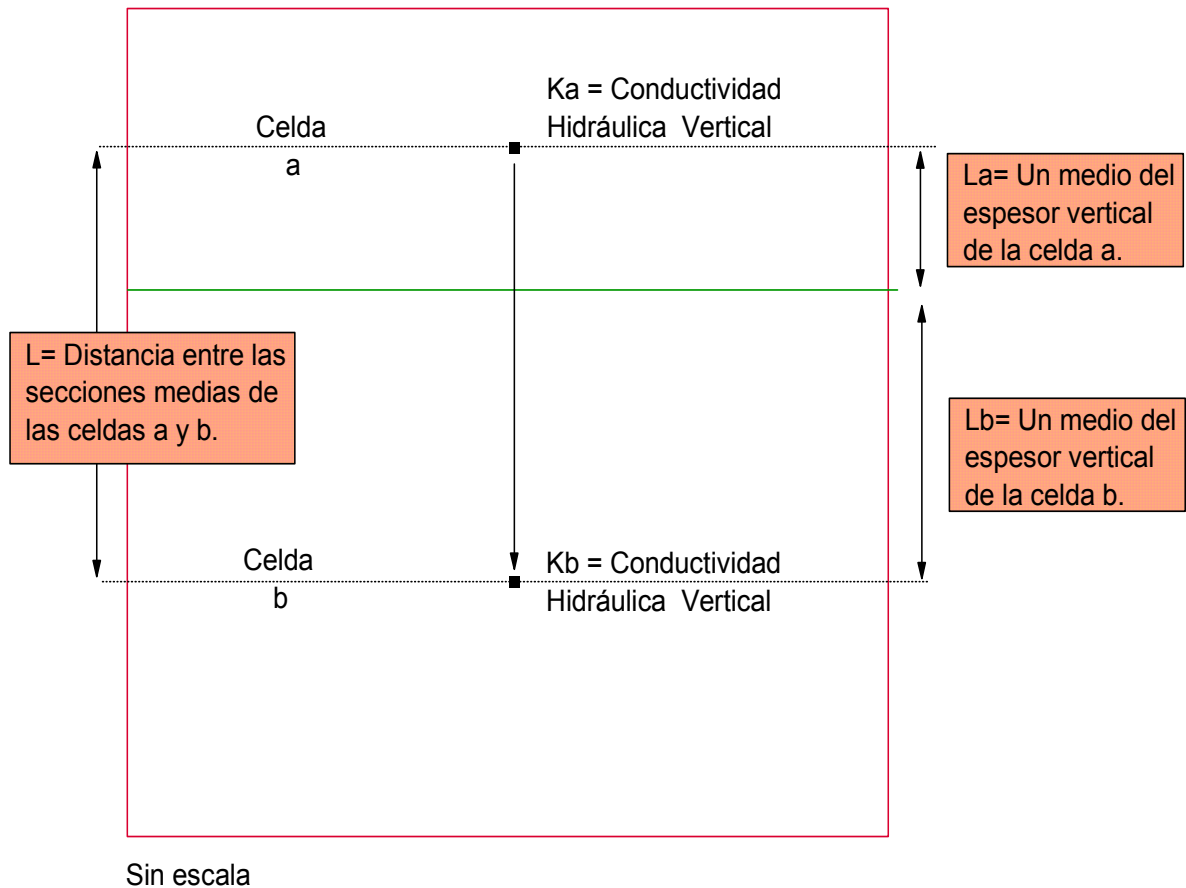 Ka = Conductividad
Hidráulica Vertical
Celda
a
La= Un medio del
espesor vertical
de la celda a.
L= Distancia entre las
secciones medias de
las celdas a y b.
Lb= Un medio del
espesor vertical
de la celda b.
Celda
b
Kb = Conductividad
Hidráulica Vertical
Sin escala